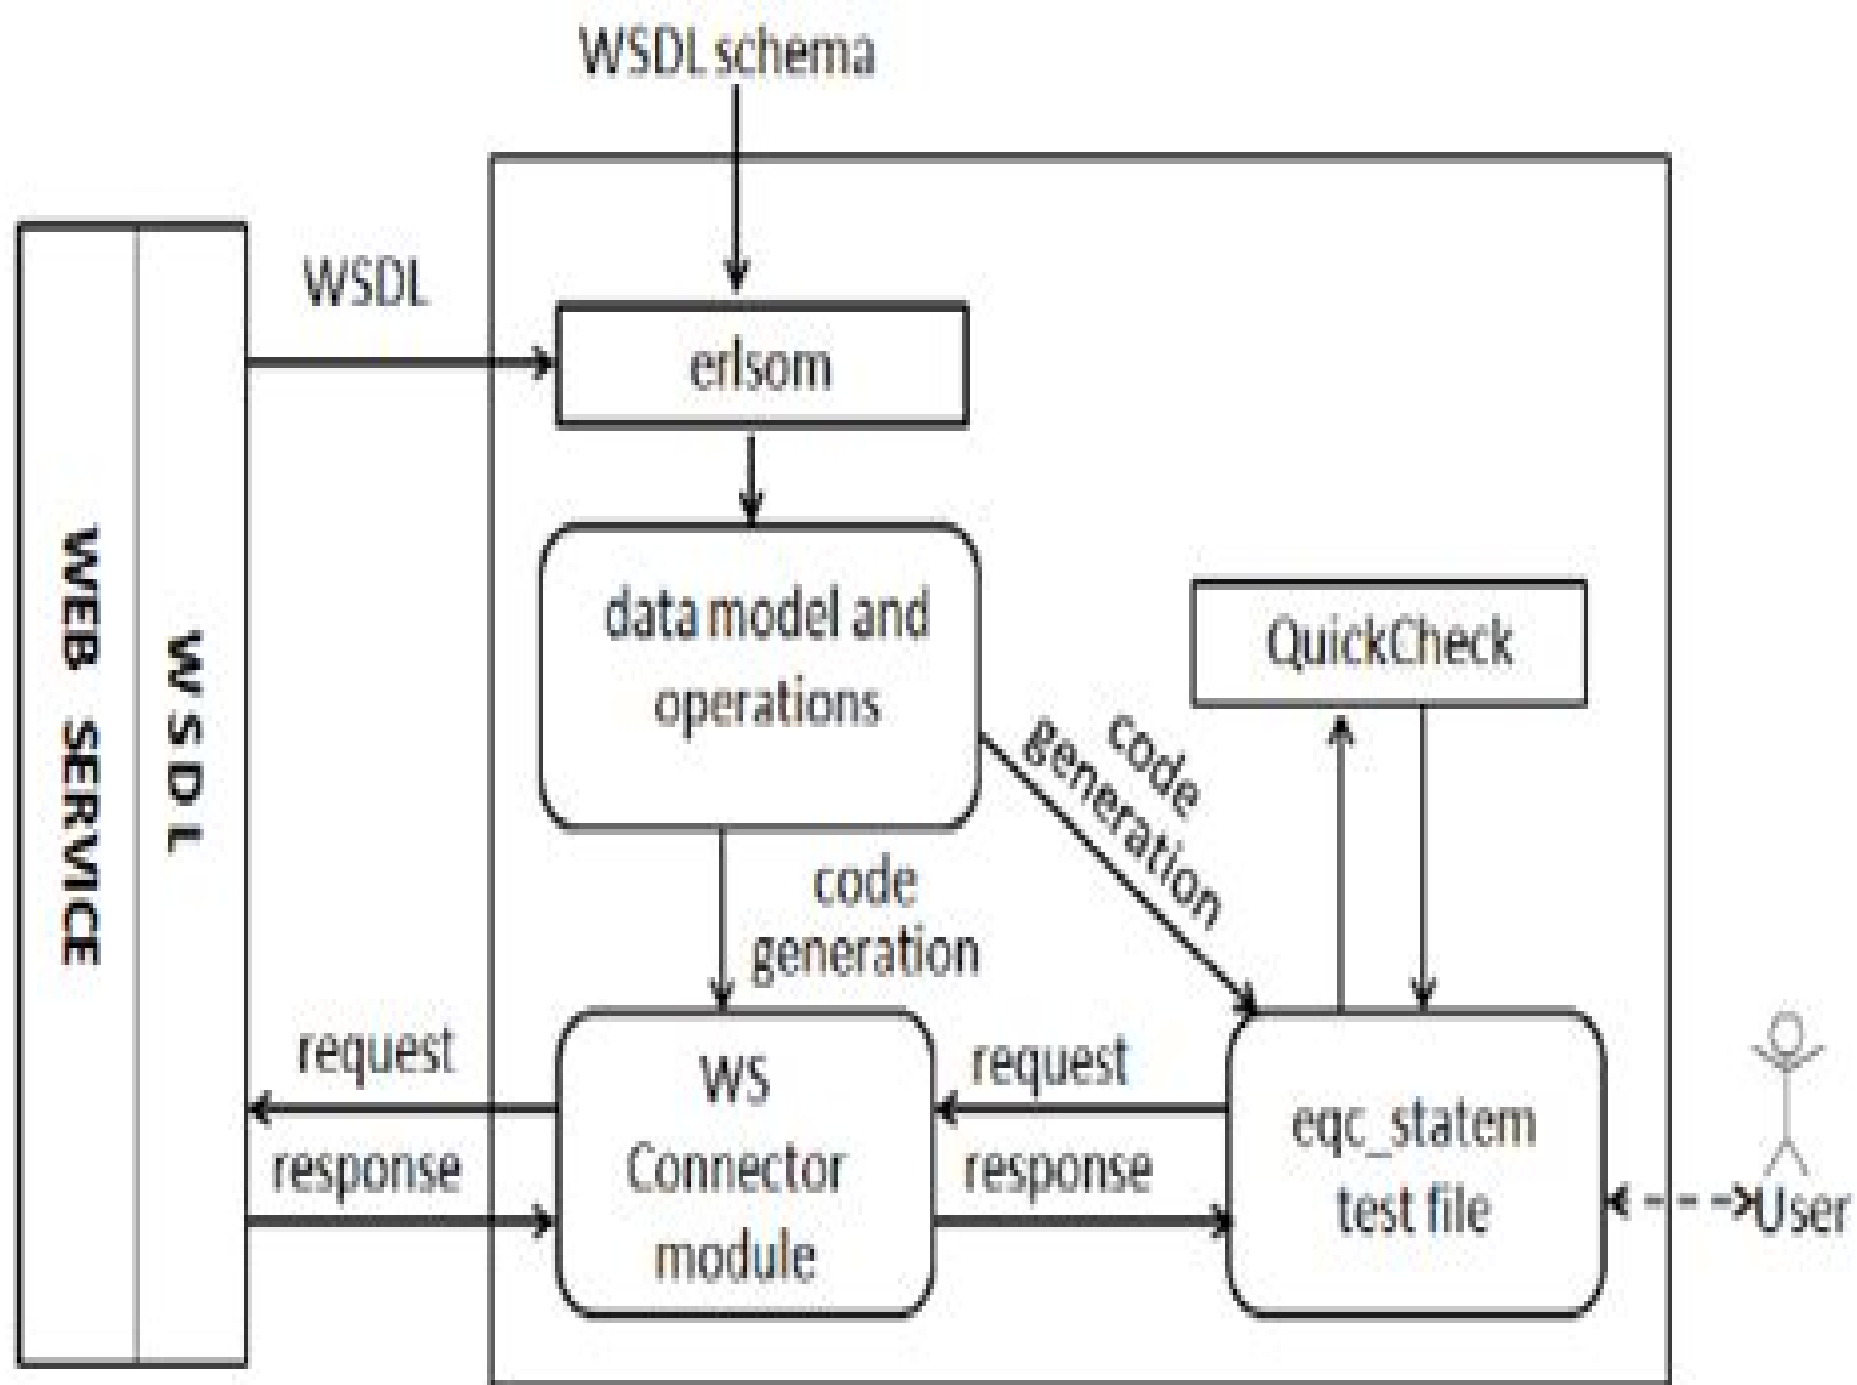 WSDL schema
WSDL
erlsom
WEB SERVICE
WSDL
data model and
operations
QuickCheck
code
generation
code
generation
request
response
WS
Connector
module
request
response
eqc_statem
test file
User